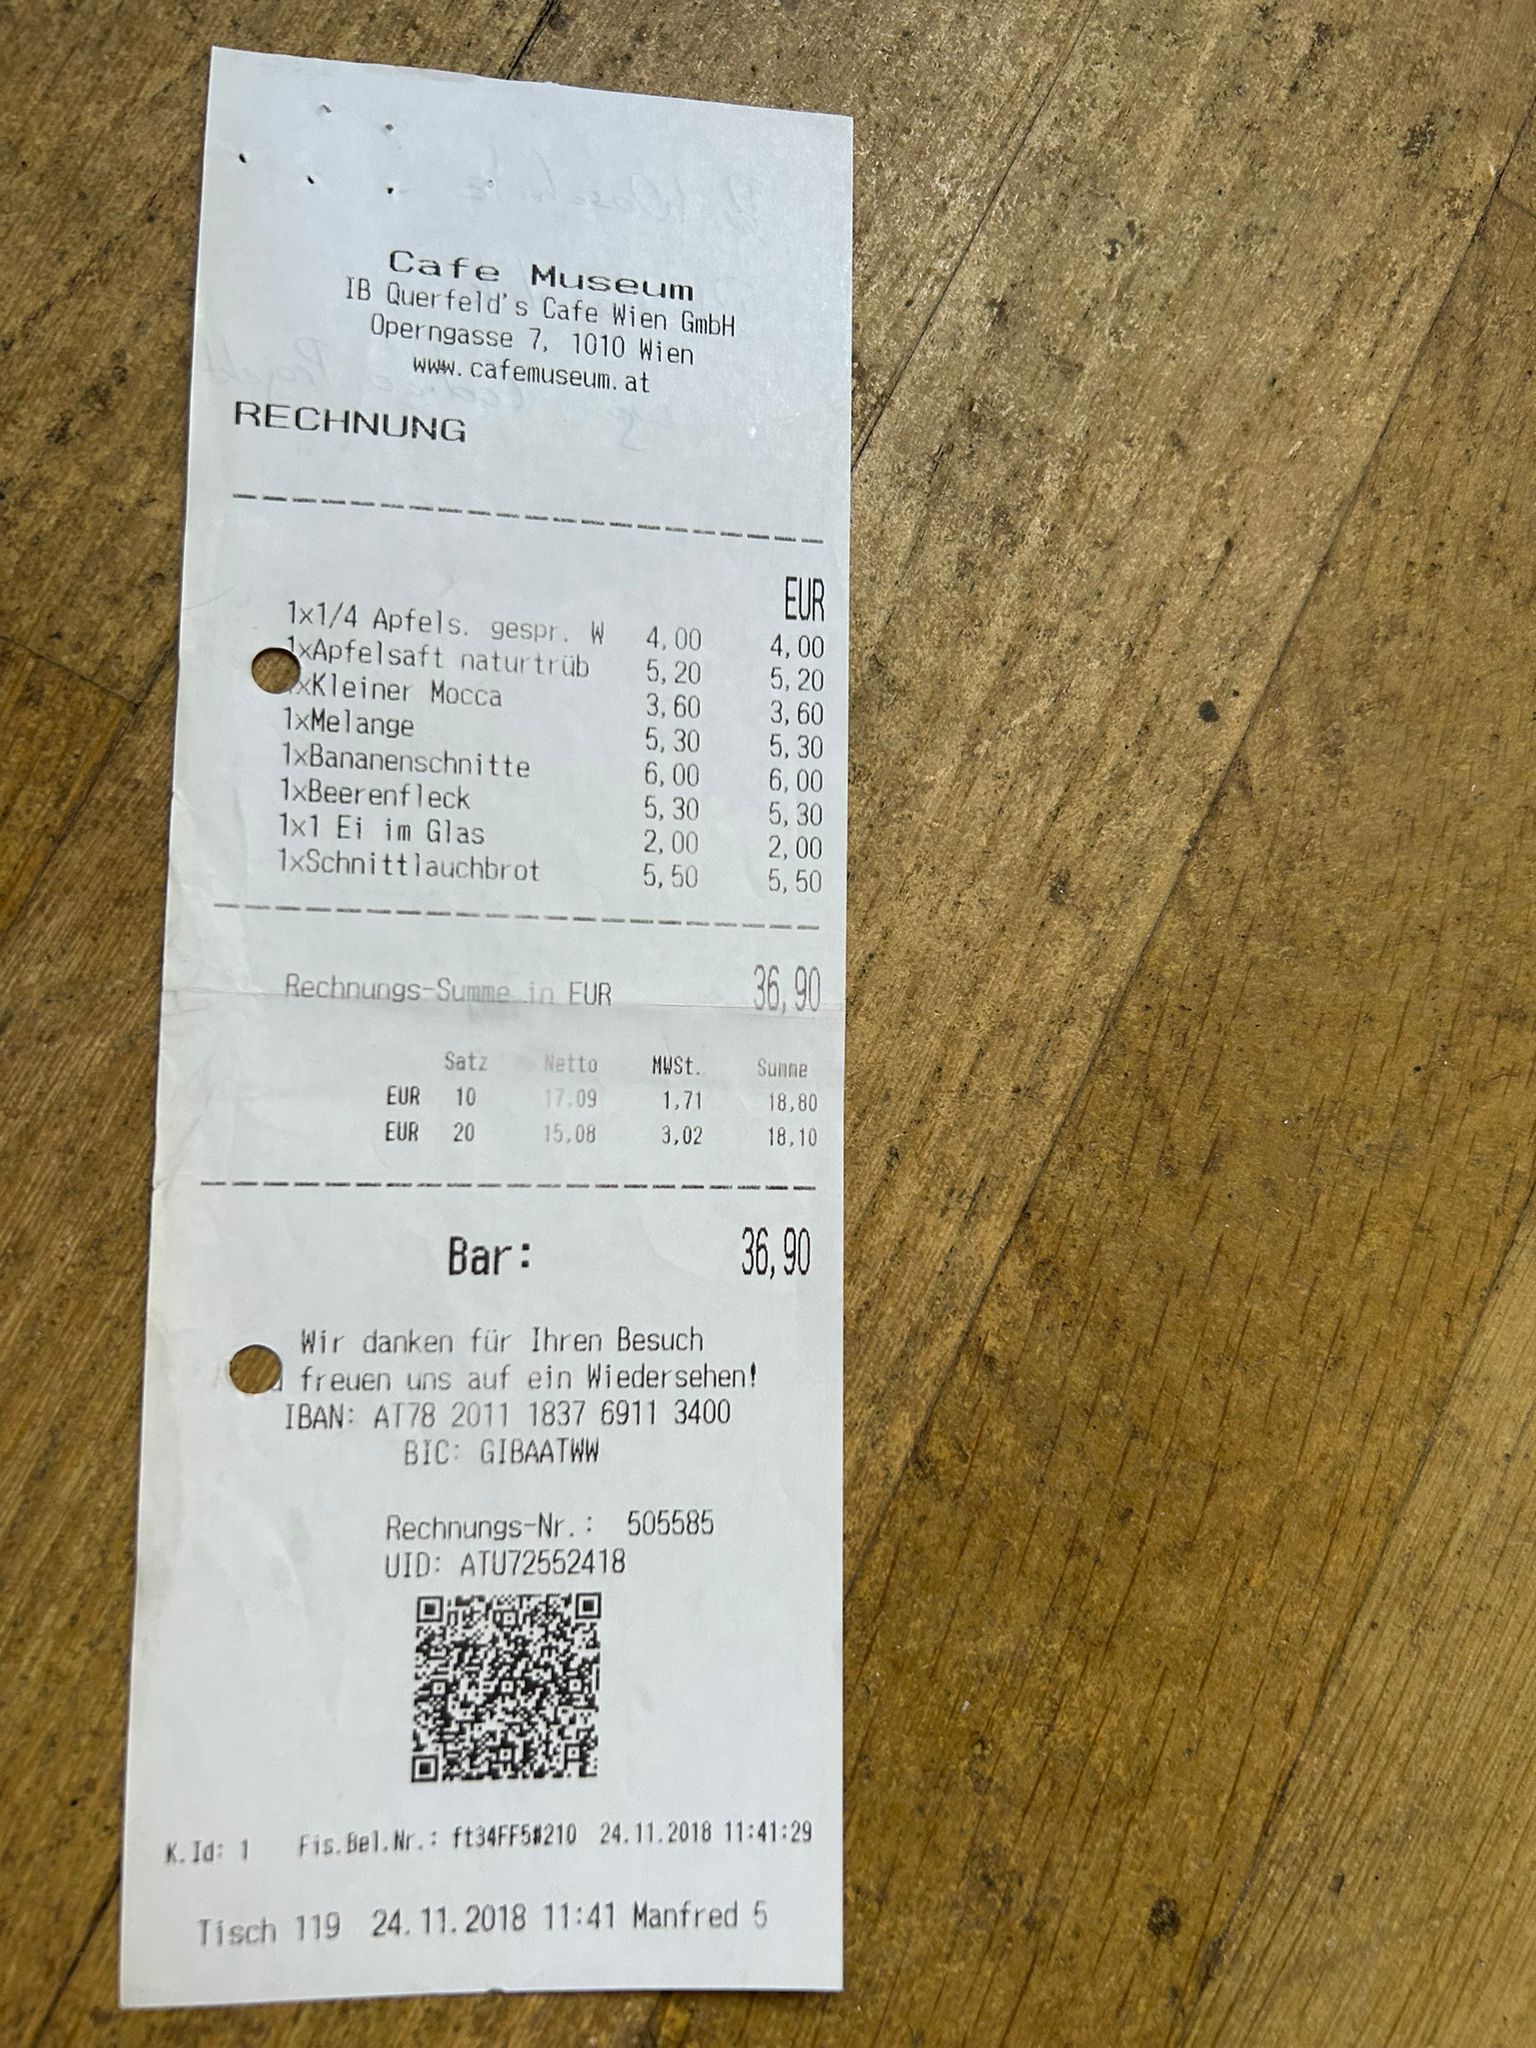 Cafe Museum
IB Querfeld's Cafe Wien GmbH
Operngasse 7, 1010 Wien
www.cafemuseum.at
RECHNUNG
EUR
1x1/4 Apfels. gespr. W 4,00 4,00
1xApfelsaft naturtrüb 5,20 5,20
xKleiner Mocca 3,60 3,60
1xMelange 5,30 5,30
1xBananenschnitte 6,00 6,00
1xBeerenfleck 5,30 5,30
1x1 Ei im Glas 2,00 2,00
1xSchnittlauchbrot 5,50 5,50
Rechnungs-Summe in EUR 36,90
Satz Netto MWSt. Summe
EUR 10 17.09 1,71 18,80
EUR 20 15,08 3,02 18,10
Bar: 36,90
Wir danken für Ihren Besuch
freuen uns auf ein Wiedersehen!
IBAN: AT78 2011 1837 6911 3400
BIC: GIBAATWW
Rechnungs-Nr.: 505585
UID: ATU72552418
K.Id: 1 Fis.Bel.Nr.: ft34FF5#210 24.11.2018 11:41:29
Tisch 119 24.11.2018 11:41 Manfred 5